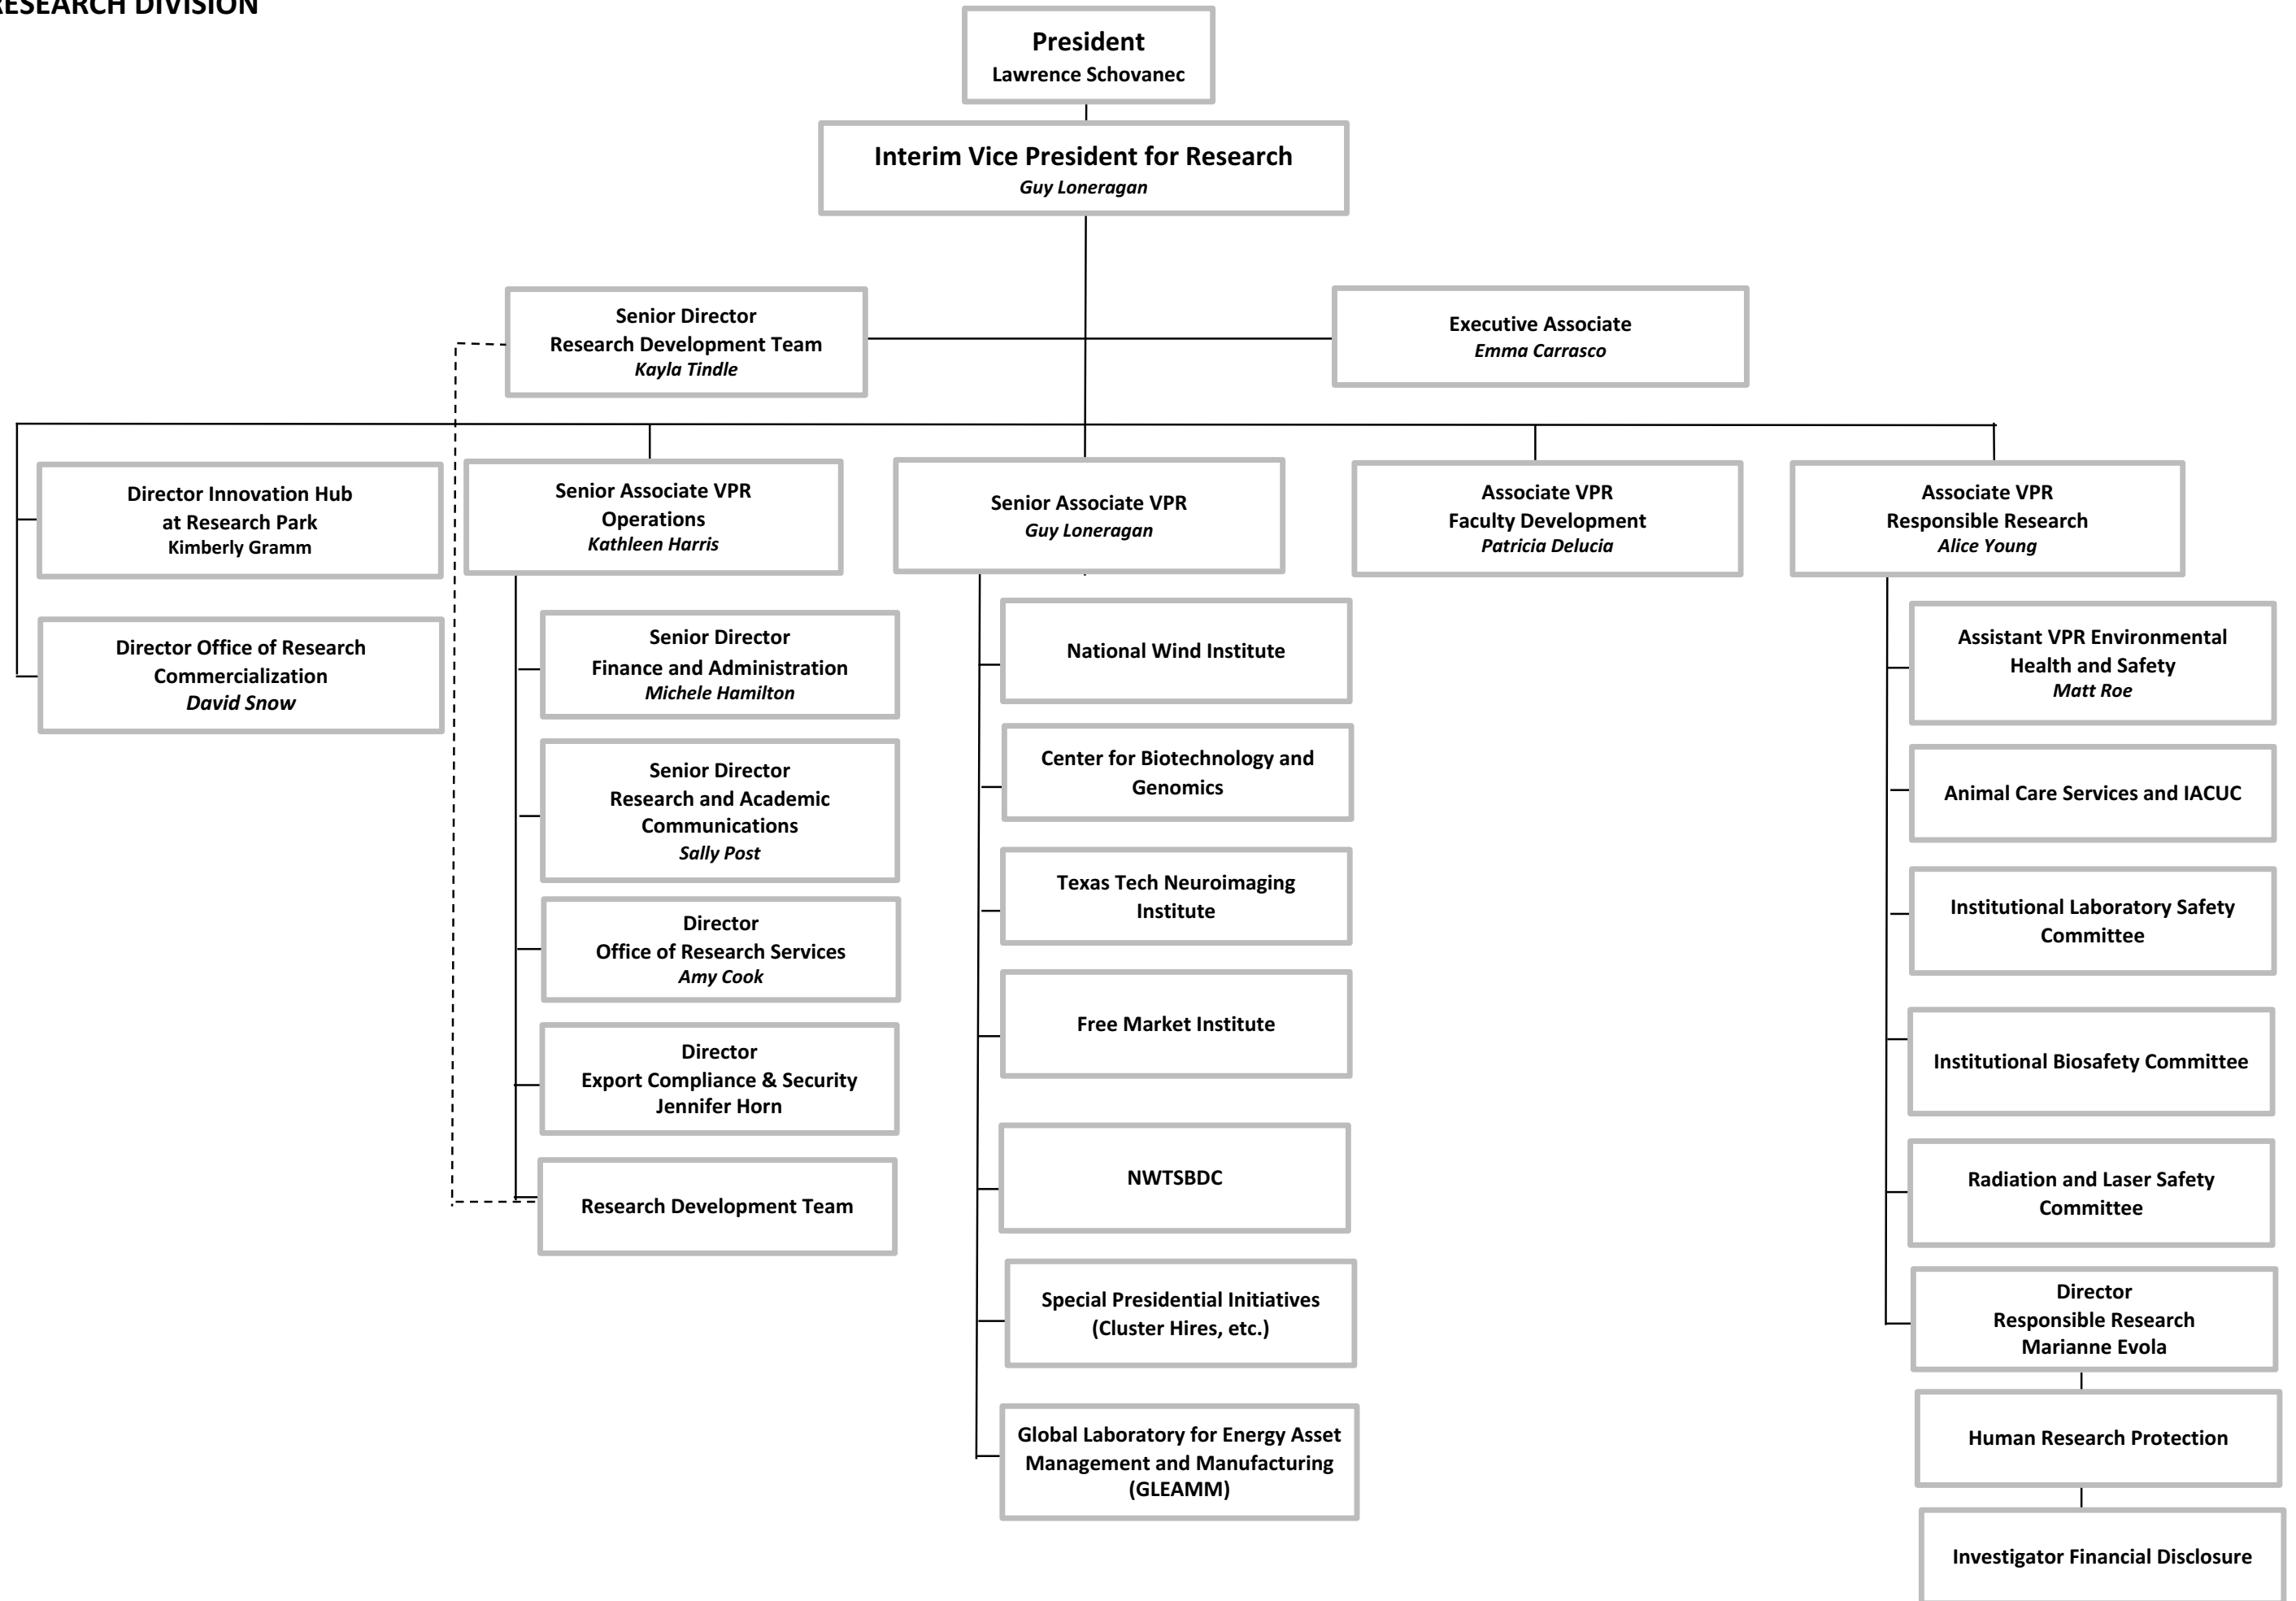 RESEARCH DIVISION
President
Lawrence Schovanec
Interim Vice President for Research
Guy Loneragan
Senior Director
Research Development Team
Kayla Tindle
Executive Associate
Emma Carrasco
Director Innovation Hub
at Research Park
Kimberly Gramm
Director Office of Research
Commercialization
David Snow
Senior Associate VPR
Operations
Kathleen Harris
Senior Director
Finance and Administration
Michele Hamilton
Senior Director
Research and Academic
Communications
Sally Post
Director
Office of Research Services
Amy Cook
Director
Export Compliance & Security
Jennifer Horn
Research Development Team
Senior Associate VPR
Guy Loneragan
National Wind Institute
Center for Biotechnology and
Genomics
Texas Tech Neuroimaging
Institute
Free Market Institute
NWTSBDC
Special Presidential Initiatives
(Cluster Hires, etc.)
Global Laboratory for Energy Asset
Management and Manufacturing
(GLEAMM)
Associate VPR
Faculty Development
Patricia Delucia
Associate VPR
Responsible Research
Alice Young
Assistant VPR Environmental
Health and Safety
Matt Roe
Animal Care Services and IACUC
Institutional Laboratory Safety
Committee
Institutional Biosafety Committee
Radiation and Laser Safety
Committee
Director
Responsible Research
Marianne Evola
Human Research Protection
Investigator Financial Disclosure